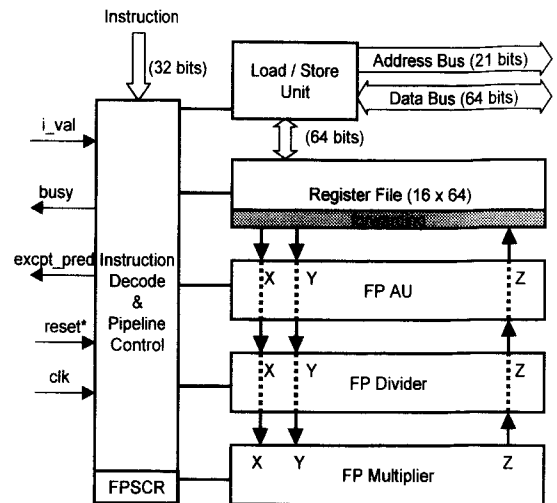 Instruction
(32 bits)
Load / Store
Unit
Address Bus (21 bits)
Data Bus (64 bits)
(64 bits)
i_val
busy
excpt_pred
reset*
clk
Instruction
Decode
&
Pipeline
Control
FPSCR
Register File (16 x 64)
forwarding
X Y FP AU Z
X Y FP Divider Z
X Y FP Multiplier Z